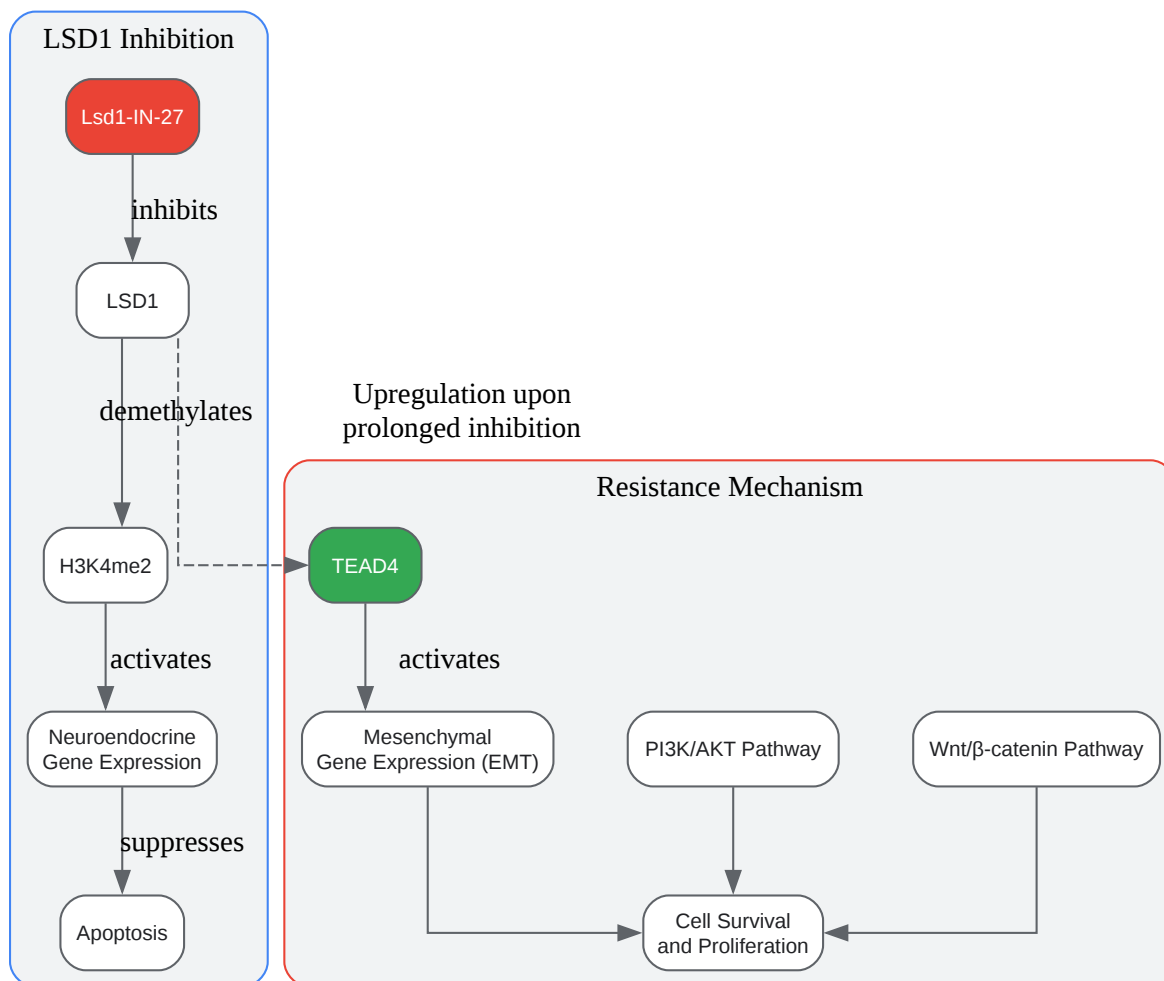 LSD1 Inhibition
Lsd1-IN-27
inhibits
LSD1
demethylates
H3K4me2
activates
Neuroendocrine
Gene Expression
suppresses
Apoptosis
Upregulation upon
prolonged inhibition
Resistance Mechanism
TEAD4
activates
Mesenchymal
Gene Expression (EMT)
PI3K/AKT Pathway
Wnt/β-catenin Pathway
Cell Survival
and Proliferation